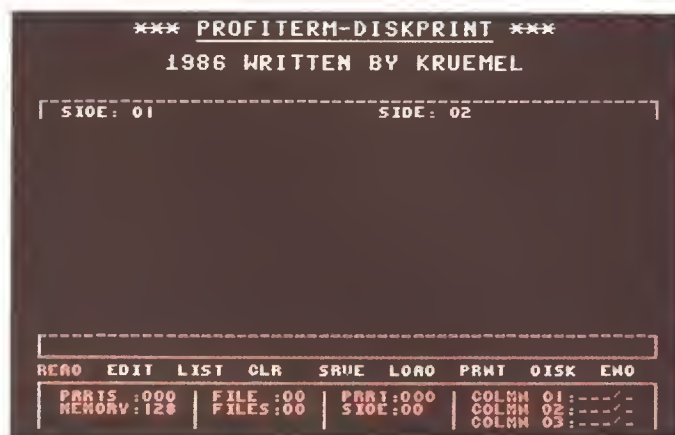 *** PROFITERM-DISKPRINT ***
1986 WRITTEN BY KRUEMEL
SIDE: 01 SIDE: 02
READ EDIT LIST CLR SAVE LOAD PRNT DISK END
PARTS :000 FILE :00 PART:000 COLMN 01:---/-
MEMORY:128 FILES:00 SIDE:00 COLMN 02:---/-
COLMN 03:---/-